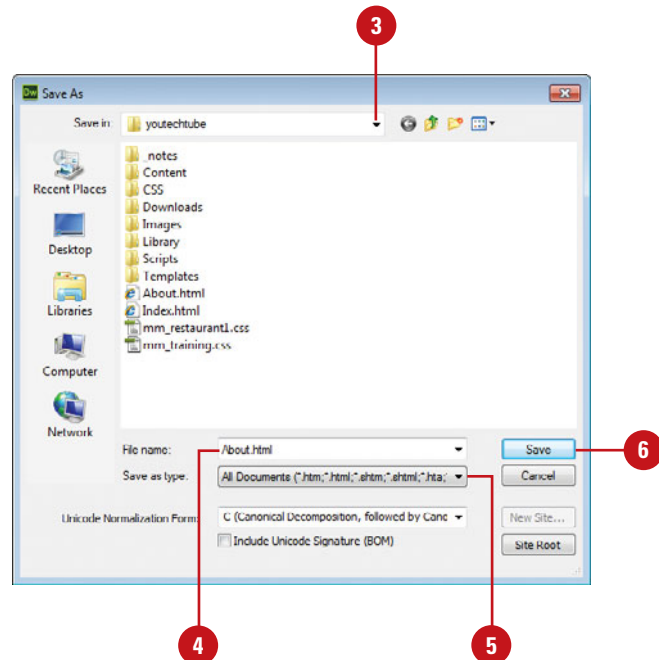 3
Dw Save As
Save in: youtechtube
Recent Places
Desktop
Libraries
Computer
Network
_notes
Content
CSS
Downloads
Images
Library
Scripts
Templates
About.html
Index.html
mm_restaurant1.css
mm_training.css
File name: About.html Save 6
Save as type: All Documents (*.htm;*.html;*.shtm;*.shtml;*.hta; Cancel
Unicode Normalization Form: C (Canonical Decomposition, followed by Canc New Site...
Include Unicode Signature (BOM) Site Root
4 5